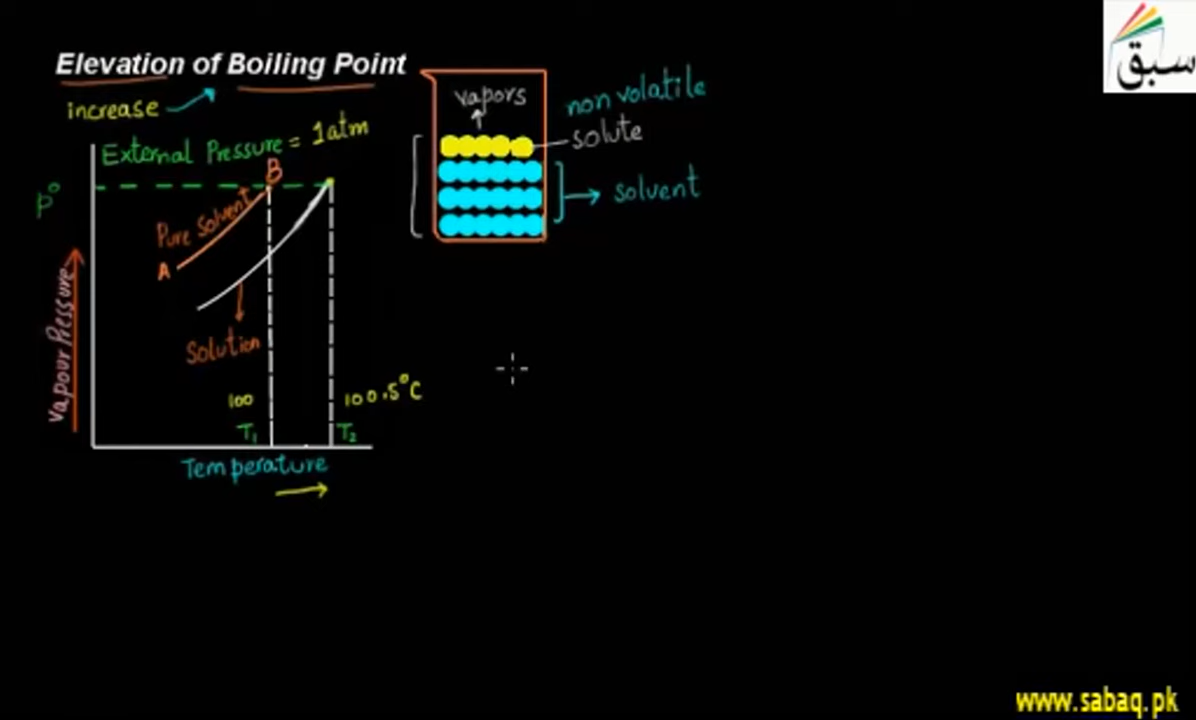 Elevation of Boiling Point
increase
External Pressure = 1atm
P°
B
Pure Solvent
A
Solution
Vapour Pressure
100
100.5°C
T₁
T₂
Temperature
vapors
non volatile
solute
solvent
سبق
www.sabaq.pk